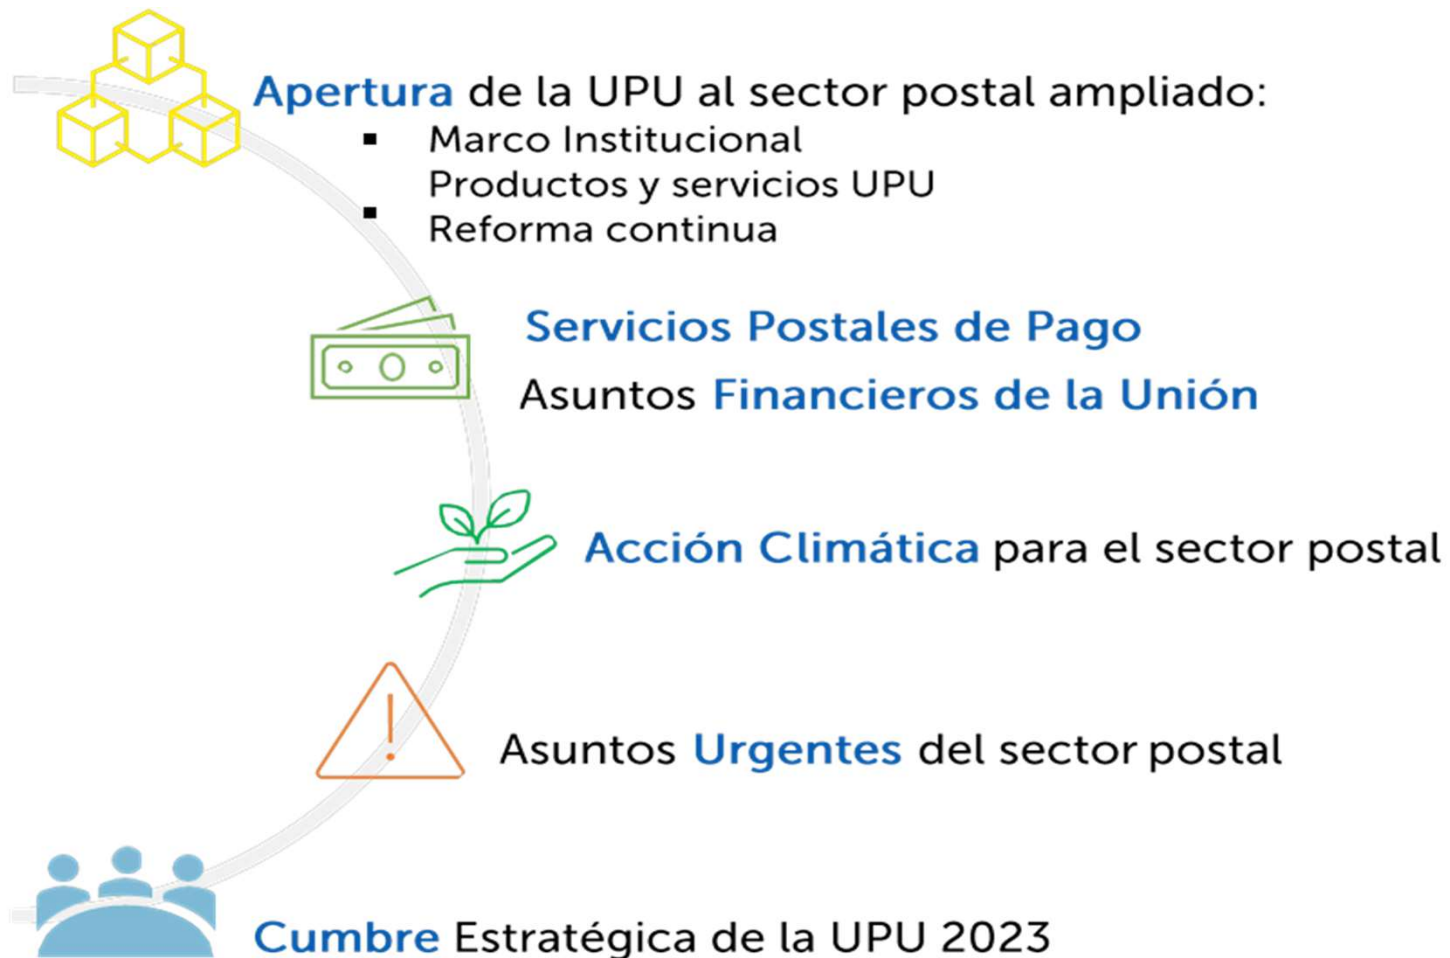 Apertura de la UPU al sector postal ampliado:
▪ Marco Institucional
Productos y servicios UPU
▪ Reforma continua
Servicios Postales de Pago
Asuntos Financieros de la Unión
Acción Climática para el sector postal
Asuntos Urgentes del sector postal
Cumbre Estratégica de la UPU 2023